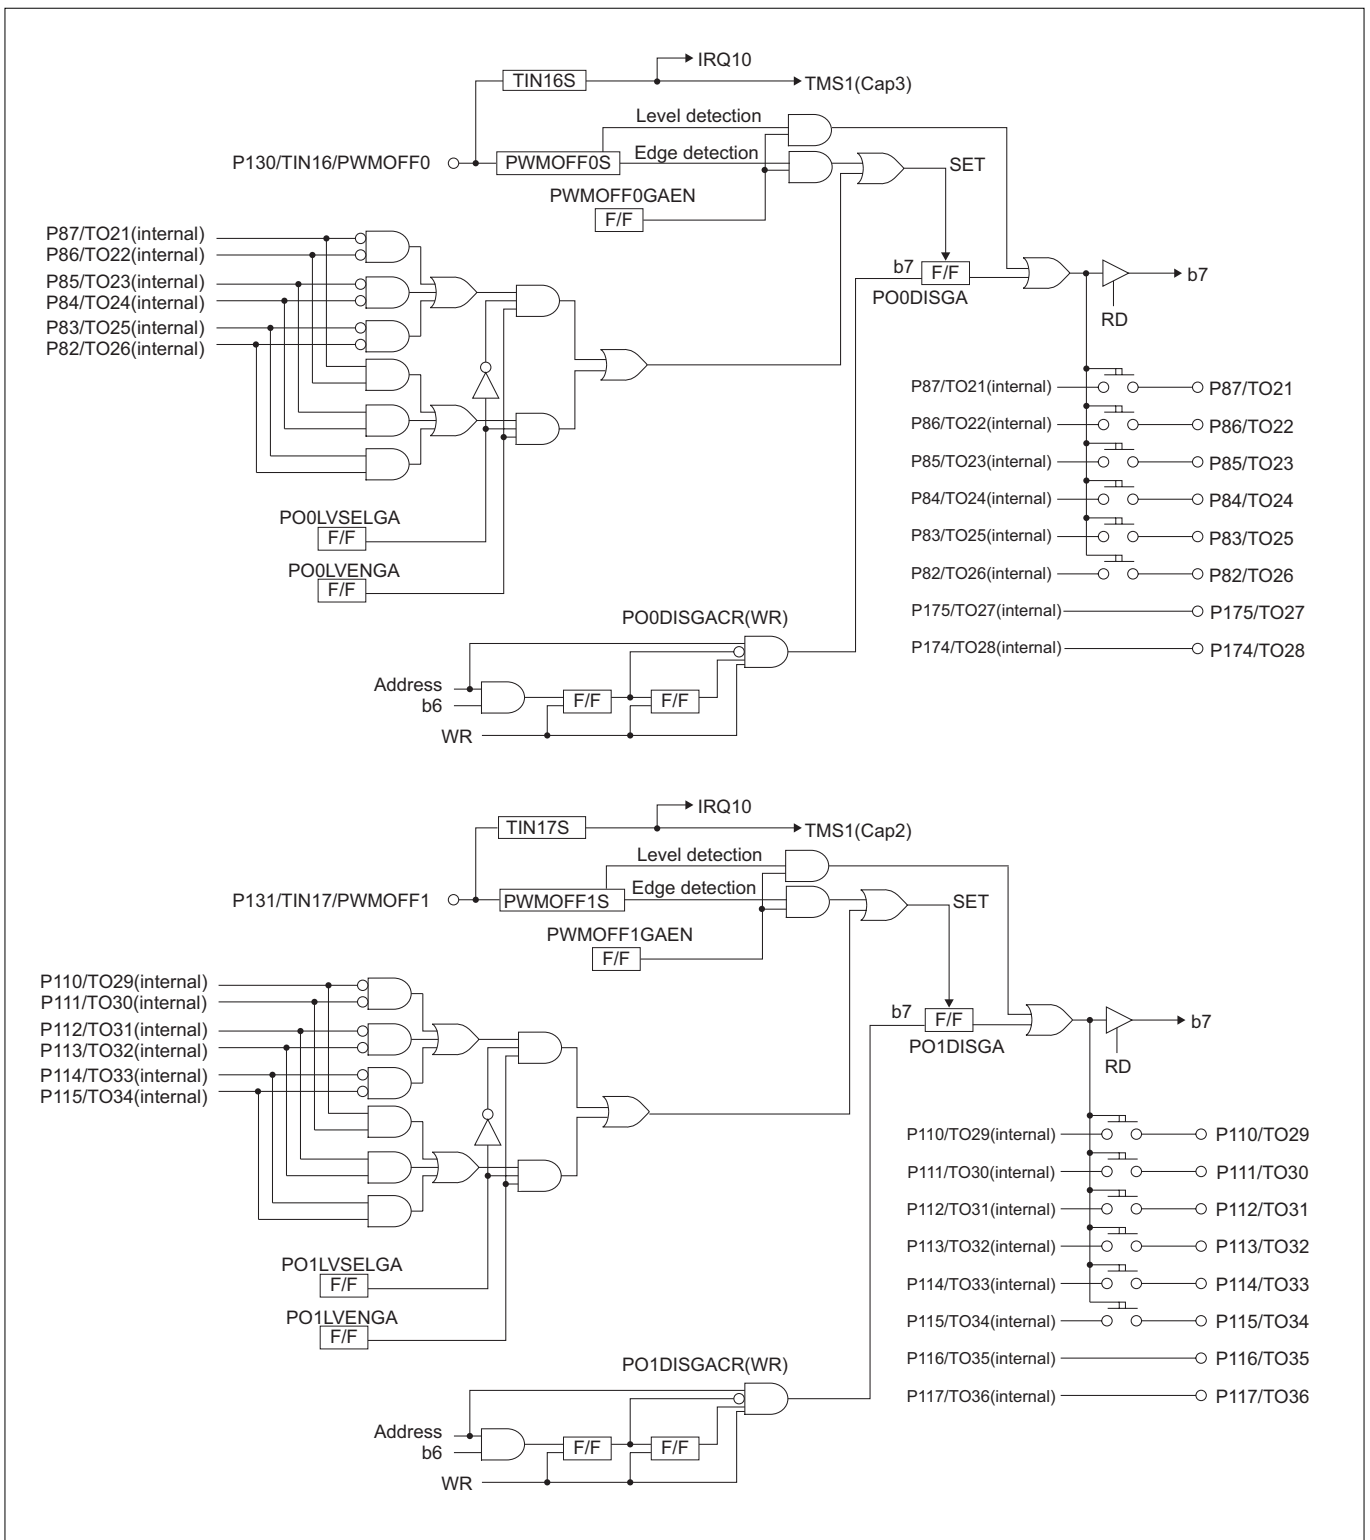 IRQ10
TIN16S
TMS1(Cap3)
Level detection
P130/TIN16/PWMOFF0
PWMOFF0S
Edge detection
SET
PWMOFF0GAEN
F/F
P87/TO21(internal)
P86/TO22(internal)
P85/TO23(internal)
P84/TO24(internal)
P83/TO25(internal)
P82/TO26(internal)
b7
F/F
b7
PO0DISGA
RD
P87/TO21(internal)
P87/TO21
P86/TO22(internal)
P86/TO22
P85/TO23(internal)
P85/TO23
P84/TO24(internal)
P84/TO24
P83/TO25(internal)
P83/TO25
P82/TO26(internal)
P82/TO26
P175/TO27(internal)
P175/TO27
P174/TO28(internal)
P174/TO28
PO0LVSELGA
F/F
PO0LVENGA
F/F
PO0DISGACR(WR)
Address
b6
F/F
F/F
WR
IRQ10
TIN17S
TMS1(Cap2)
Level detection
P131/TIN17/PWMOFF1
PWMOFF1S
Edge detection
SET
PWMOFF1GAEN
F/F
P110/TO29(internal)
P111/TO30(internal)
P112/TO31(internal)
P113/TO32(internal)
P114/TO33(internal)
P115/TO34(internal)
b7
F/F
b7
PO1DISGA
RD
P110/TO29(internal)
P110/TO29
P111/TO30(internal)
P111/TO30
P112/TO31(internal)
P112/TO31
P113/TO32(internal)
P113/TO32
P114/TO33(internal)
P114/TO33
P115/TO34(internal)
P115/TO34
P116/TO35(internal)
P116/TO35
P117/TO36(internal)
P117/TO36
PO1LVSELGA
F/F
PO1LVENGA
F/F
PO1DISGACR(WR)
Address
b6
F/F
F/F
WR